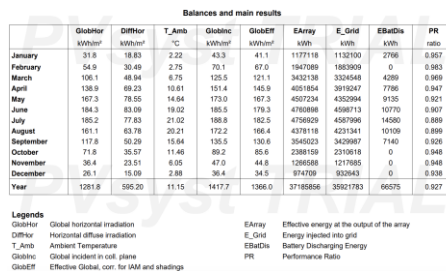 Balances and main results
GlobHor DiffHor T_Amb GlobInc GlobEff EArray E_Grid EBatDis PR
kWh/m² kWh/m² °C kWh/m² kWh/m² kWh kWh kWh ratio
January 31.8 18.83 2.22 43.3 41.1 1177118 1132100 2766 0.957
February 54.9 30.49 2.75 70.1 67.0 1947089 1883909 0 0.983
March 106.1 48.94 6.75 125.5 121.1 3432138 3324548 4289 0.969
April 138.9 69.23 10.61 151.4 145.9 4051854 3919247 7786 0.947
May 167.3 78.55 14.64 173.0 167.3 4507234 4352994 9135 0.921
June 184.3 83.09 19.02 185.5 179.3 4760898 4598713 10770 0.907
July 185.2 77.83 21.02 188.8 182.5 4756929 4587996 14580 0.889
August 161.1 63.78 20.21 172.2 166.4 4378118 4231341 10109 0.899
September 117.8 50.29 15.64 135.5 130.6 3545023 3429987 7140 0.926
October 71.8 35.57 11.46 89.2 85.6 2388159 2310618 0 0.948
November 36.4 23.51 6.05 47.0 44.8 1266588 1217685 0 0.948
December 26.1 15.09 2.88 36.4 34.5 974709 932643 0 0.938
Year 1281.8 595.20 11.15 1417.7 1366.0 37185856 35921783 66575 0.927
Legends
GlobHor Global horizontal irradiation EArray Effective energy at the output of the array
DiffHor Horizontal diffuse irradiation E_Grid Energy injected into grid
T_Amb Ambient Temperature EBatDis Battery Discharging Energy
GlobInc Global incident in coll. plane PR Performance Ratio
GlobEff Effective Global, corr. for IAM and shadings